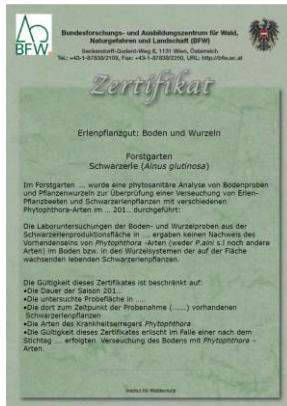 BFW.
Bundesforschungs- und Ausbildungszentrum für Wald,
Naturgefahren und Landschaft (BFW)
Seckendorff-Gudent-Weg 8, 1131 Wien, Österreich
Tel.: +43-1-87838/2109, Fax: +43-1-87838/2250, URL: http://bfw.ac.at
Zertifikat
Erlenpflanzgut: Boden und Wurzeln
Forstgarten
Schwarzerle (Alnus glutinosa)
Im Forstgarten .... wurde eine phytosanitäre Analyse von Bodenproben
und Pflanzenwurzeln zur Überprüfung einer Verseuchung von Erlen-
Pflanzbeeten und Schwarzerlenpflanzen mit verschiedenen
Phytophthora-Arten im ... 201.. durchgeführt:
Die Laboruntersuchungen der Boden- und Wurzelproben aus der
Schwarzerlenproduktionsfläche in ... ergaben keinen Nachweis des
Vorhandenseins von Phytophthora -Arten (weder P.alni s.l noch andere
Arten) im Boden bzw. in den Wurzelsystemen der auf der Fläche
wachsenden lebenden Schwarzerlenpflanzen.
Die Gültigkeit dieses Zertifikates ist beschränkt auf:
•Die Dauer der Saison 201..
•Die untersuchte Probefläche in .....
•Die dort zum Zeitpunkt der Probenahme (......) vorhandenen
Schwarzerlenpflanzen
•Die Arten des Krankheitserregers Phytophthora
•Die Gültigkeit dieses Zertifikates erlischt im Falle einer nach dem
Stichtag .... erfolgten Verseuchung des Bodens mit Phytophthora –
Arten.
Institut für Waldschutz